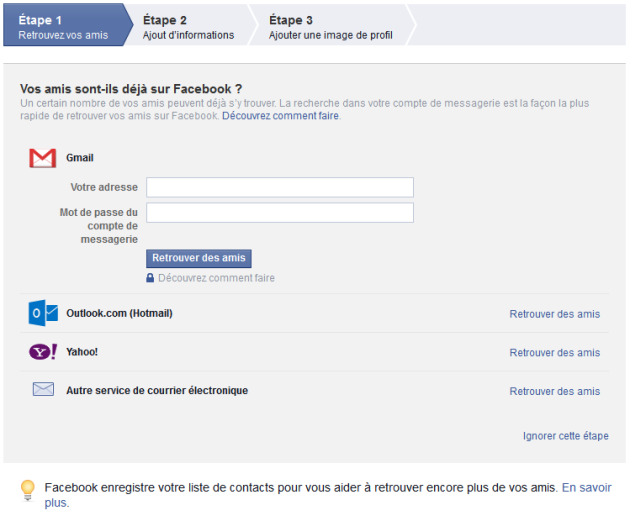 Étape 1
Retrouvez vos amis
Étape 2
Ajout d'informations
Étape 3
Ajouter une image de profil
Vos amis sont-ils déjà sur Facebook ?
Un certain nombre de vos amis peuvent déjà s'y trouver. La recherche dans votre compte de messagerie est la façon la plus
rapide de retrouver vos amis sur Facebook. Découvrez comment faire.
Gmail
Votre adresse
Mot de passe du
compte de
messagerie
Retrouver des amis
Découvrez comment faire
Outlook.com (Hotmail)
Retrouver des amis
Yahoo!
Retrouver des amis
Autre service de courrier électronique
Retrouver des amis
Ignorer cette étape
Facebook enregistre votre liste de contacts pour vous aider à retrouver encore plus de vos amis. En savoir
plus.